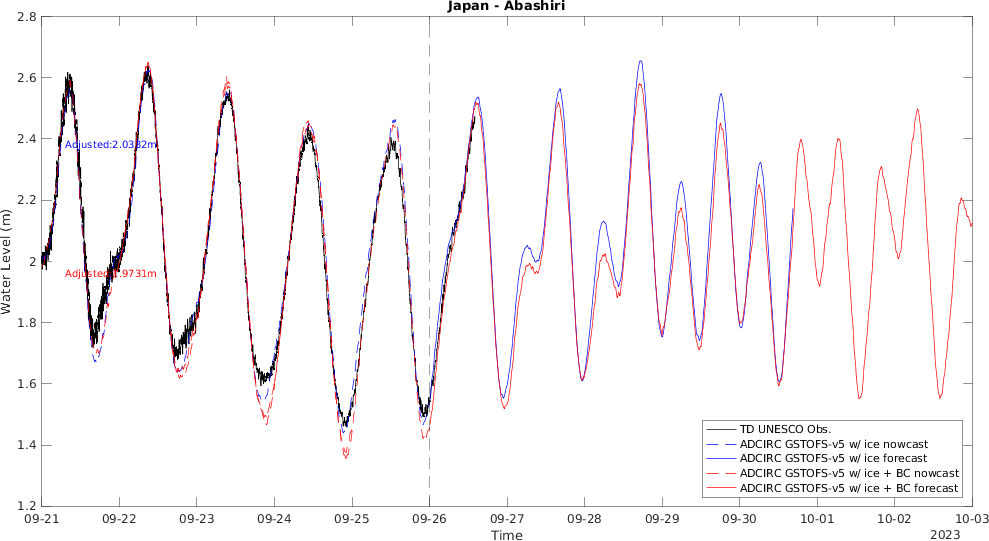 Japan - Abashiri
2.8
2.6
2.4
2.2
2
1.8
1.6
1.4
1.2
Water Level (m)
Adjusted:2.0332m
Adjusted:1.9731m
TD UNESCO Obs.
ADCIRC GSTOFS-v5 w/ ice nowcast
ADCIRC GSTOFS-v5 w/ ice forecast
ADCIRC GSTOFS-v5 w/ ice + BC nowcast
ADCIRC GSTOFS-v5 w/ ice + BC forecast
09-21 09-22 09-23 09-24 09-25 09-26 09-27 09-28 09-29 09-30 10-01 10-02 10-03
Time
2023